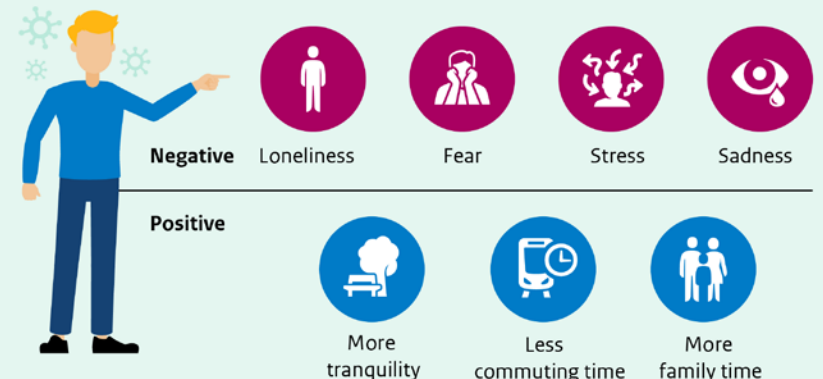 Negative Loneliness Fear Stress Sadness
Positive
More tranquility
Less commuting time
More family time